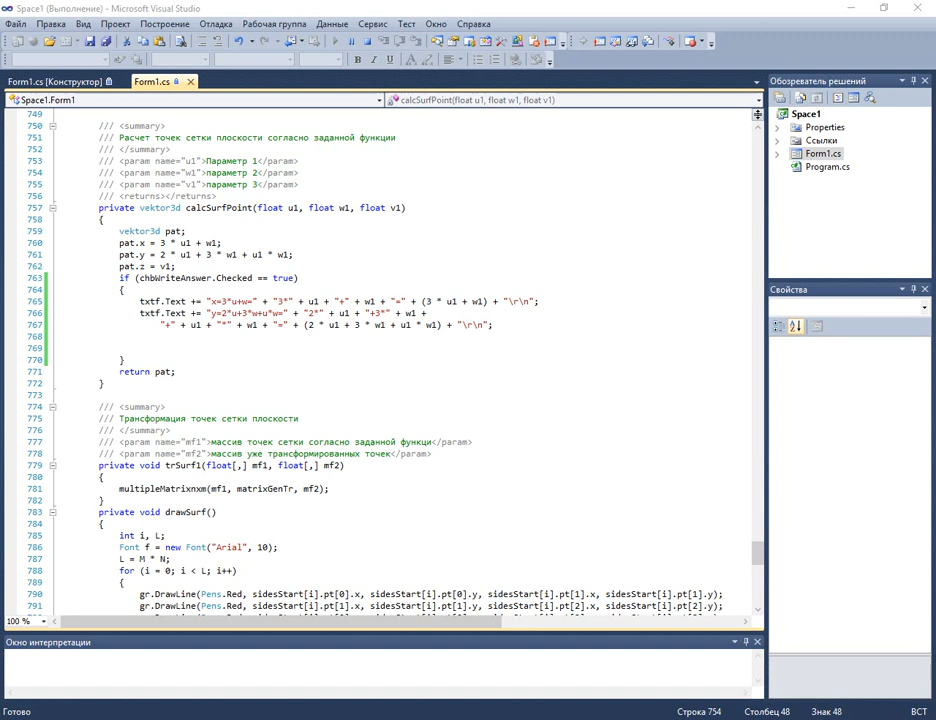 Space1 (Выполнение) - Microsoft Visual Studio
Файл Правка Вид Проект Построение Отладка Рабочая группа Данные Сервис Тест Окно Справка
Form1.cs [Конструктор] Form1.cs
Space1.Form1 calcSurfPoint(float u1, float w1, float v1)
749
750 /// <summary>
751 /// Расчет точек сетки плоскости согласно заданной функции
752 /// </summary>
753 /// <param name="u1">Параметр 1</param>
754 /// <param name="w1">параметр 2</param>
755 /// <param name="v1">параметр 3</param>
756 /// <returns></returns>
757 private vektor3d calcSurfPoint(float u1, float w1, float v1)
758 {
759 vektor3d pat;
760 pat.x = 3 * u1 + w1;
761 pat.y = 2 * u1 + 3 * w1 + u1 * w1;
762 pat.z = v1;
763 if (chbWriteAnswer.Checked == true)
764 {
765 txtf.Text += "x=3*u+w=" + "3*" + u1 + "+" + w1 + "=" + (3 * u1 + w1) + "\r\n";
766 txtf.Text += "y=2*u+3*w+u*w=" + "2*" + u1 + "+3*" + w1 +
767 "+" + u1 + "*" + w1 + "=" + (2 * u1 + 3 * w1 + u1 * w1) + "\r\n";
768
769
770 }
771 return pat;
772 }
773
774 /// <summary>
775 /// Трансформация точек сетки плоскости
776 /// </summary>
777 /// <param name="mf1">массив точек сетки согласно заданной функци</param>
778 /// <param name="mf2">массив уже трансформированных точек</param>
779 private void trSurf1(float[,] mf1, float[,] mf2)
780 {
781 multipleMatrixnxm(mf1, matrixGenTr, mf2);
782 }
783 private void drawSurf()
784 {
785 int i, L;
786 Font f = new Font("Arial", 10);
787 L = M * N;
788 for (i = 0; i < L; i++)
789 {
790 gr.DrawLine(Pens.Red, sidesStart[i].pt[0].x, sidesStart[i].pt[0].y, sidesStart[i].pt[1].x, sidesStart[i].pt[1].y);
791 gr.DrawLine(Pens.Red, sidesStart[i].pt[1].x, sidesStart[i].pt[1].y, sidesStart[i].pt[2].x, sidesStart[i].pt[2].y);
100 %
Окно интерпретации
Обозреватель решений
Space1
Properties
Ссылки
Form1.cs
Program.cs
Свойства
Готово Строка 754 Столбец 48 Знак 48 ВСТ